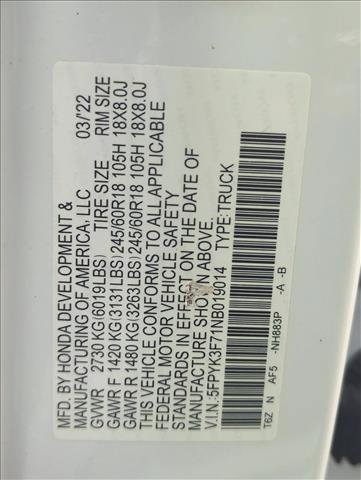 MFD. BY HONDA DEVELOPMENT &
MANUFACTURING OF AMERICA, LLC 03/'22
GVWR 2730 KG(6019LBS) TIRE SIZE RIM SIZE
GAWR F 1420 KG(3131LBS) 245/60R18 105H 18X8.0J
GAWR R 1480 KG(3263LBS) 245/60R18 105H 18X8.0J
THIS VEHICLE CONFORMS TO ALL APPLICABLE
FEDERAL MOTOR VEHICLE SAFETY
STANDARDS IN EFFECT ON THE DATE OF
MANUFACTURE SHOWN ABOVE.
V.I.N.:5FPYK3F71NB019014 TYPE:TRUCK
T6Z N AF5 -NH883P -A -B